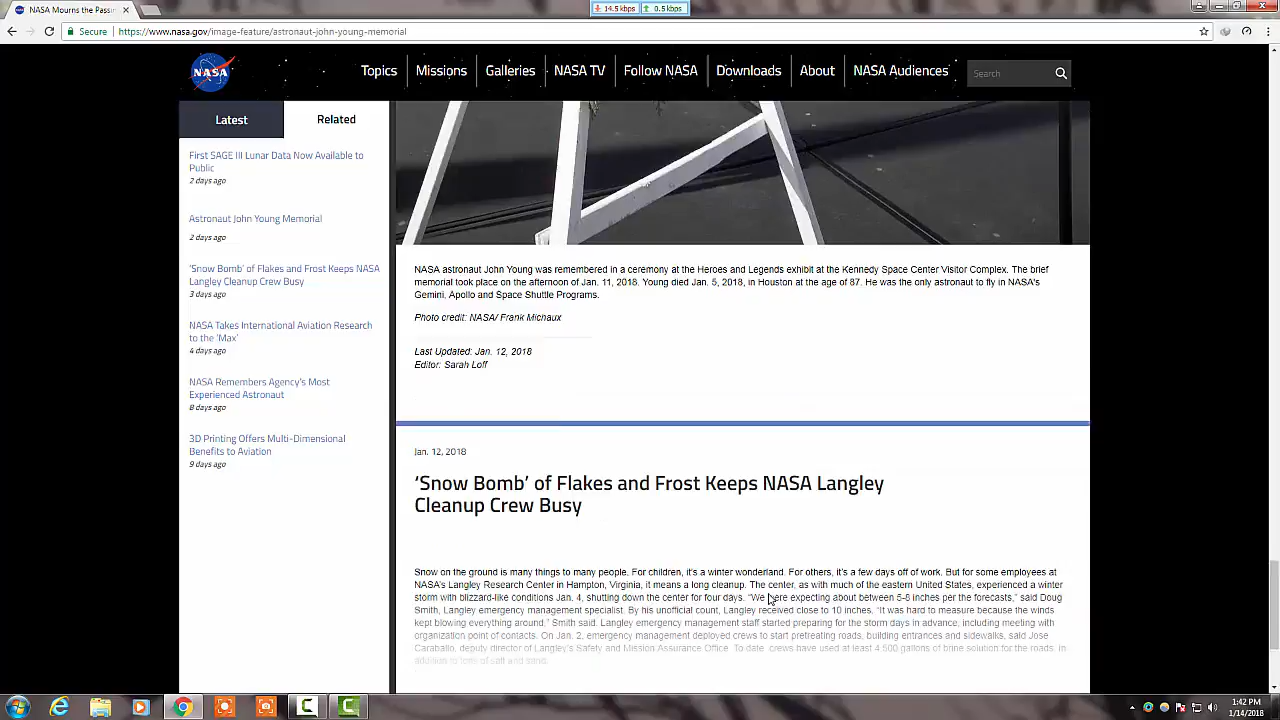 NASA Mourns the Passi
14.5 kbps 0.5 kbps
Secure https://www.nasa.gov/image-feature/astronaut-john-young-memorial
NASA
Topics Missions Galleries NASA TV Follow NASA Downloads About NASA Audiences Search
Latest Related
First SAGE III Lunar Data Now Available to
Public
2 days ago
Astronaut John Young Memorial
2 days ago
'Snow Bomb' of Flakes and Frost Keeps NASA
Langley Cleanup Crew Busy
3 days ago
NASA Takes International Aviation Research
to the 'Max'
4 days ago
NASA Remembers Agency's Most
Experienced Astronaut
8 days ago
3D Printing Offers Multi-Dimensional
Benefits to Aviation
9 days ago
NASA astronaut John Young was remembered in a ceremony at the Heroes and Legends exhibit at the Kennedy Space Center Visitor Complex. The brief
memorial took place on the afternoon of Jan. 11, 2018. Young died Jan. 5, 2018, in Houston at the age of 87. He was the only astronaut to fly in NASA's
Gemini, Apollo and Space Shuttle Programs.
Photo credit: NASA/ Frank Michaux
Last Updated: Jan. 12, 2018
Editor: Sarah Loff
Jan. 12, 2018
'Snow Bomb' of Flakes and Frost Keeps NASA Langley
Cleanup Crew Busy
Snow on the ground is many things to many people. For children, it's a winter wonderland. For others, it's a few days off of work. But for some employees at
NASA's Langley Research Center in Hampton, Virginia, it means a long cleanup. The center, as with much of the eastern United States, experienced a winter
storm with blizzard-like conditions Jan. 4, shutting down the center for four days. "We were expecting about between 5-8 inches per the forecasts," said Doug
Smith, Langley emergency management specialist. By his unofficial count, Langley received close to 10 inches. "It was hard to measure because the winds
kept blowing everything around," Smith said. Langley emergency management staff started preparing for the storm days in advance, including meeting with
organization point of contacts. On Jan. 2, emergency management deployed crews to start pretreating roads, building entrances and sidewalks, said Jose
Caraballo, deputy director of Langley's Safety and Mission Assurance Office. To date, crews have used at least 4,500 gallons of brine solution for the roads, in
addition to tons of salt and sand.
1:42 PM
1/14/2018